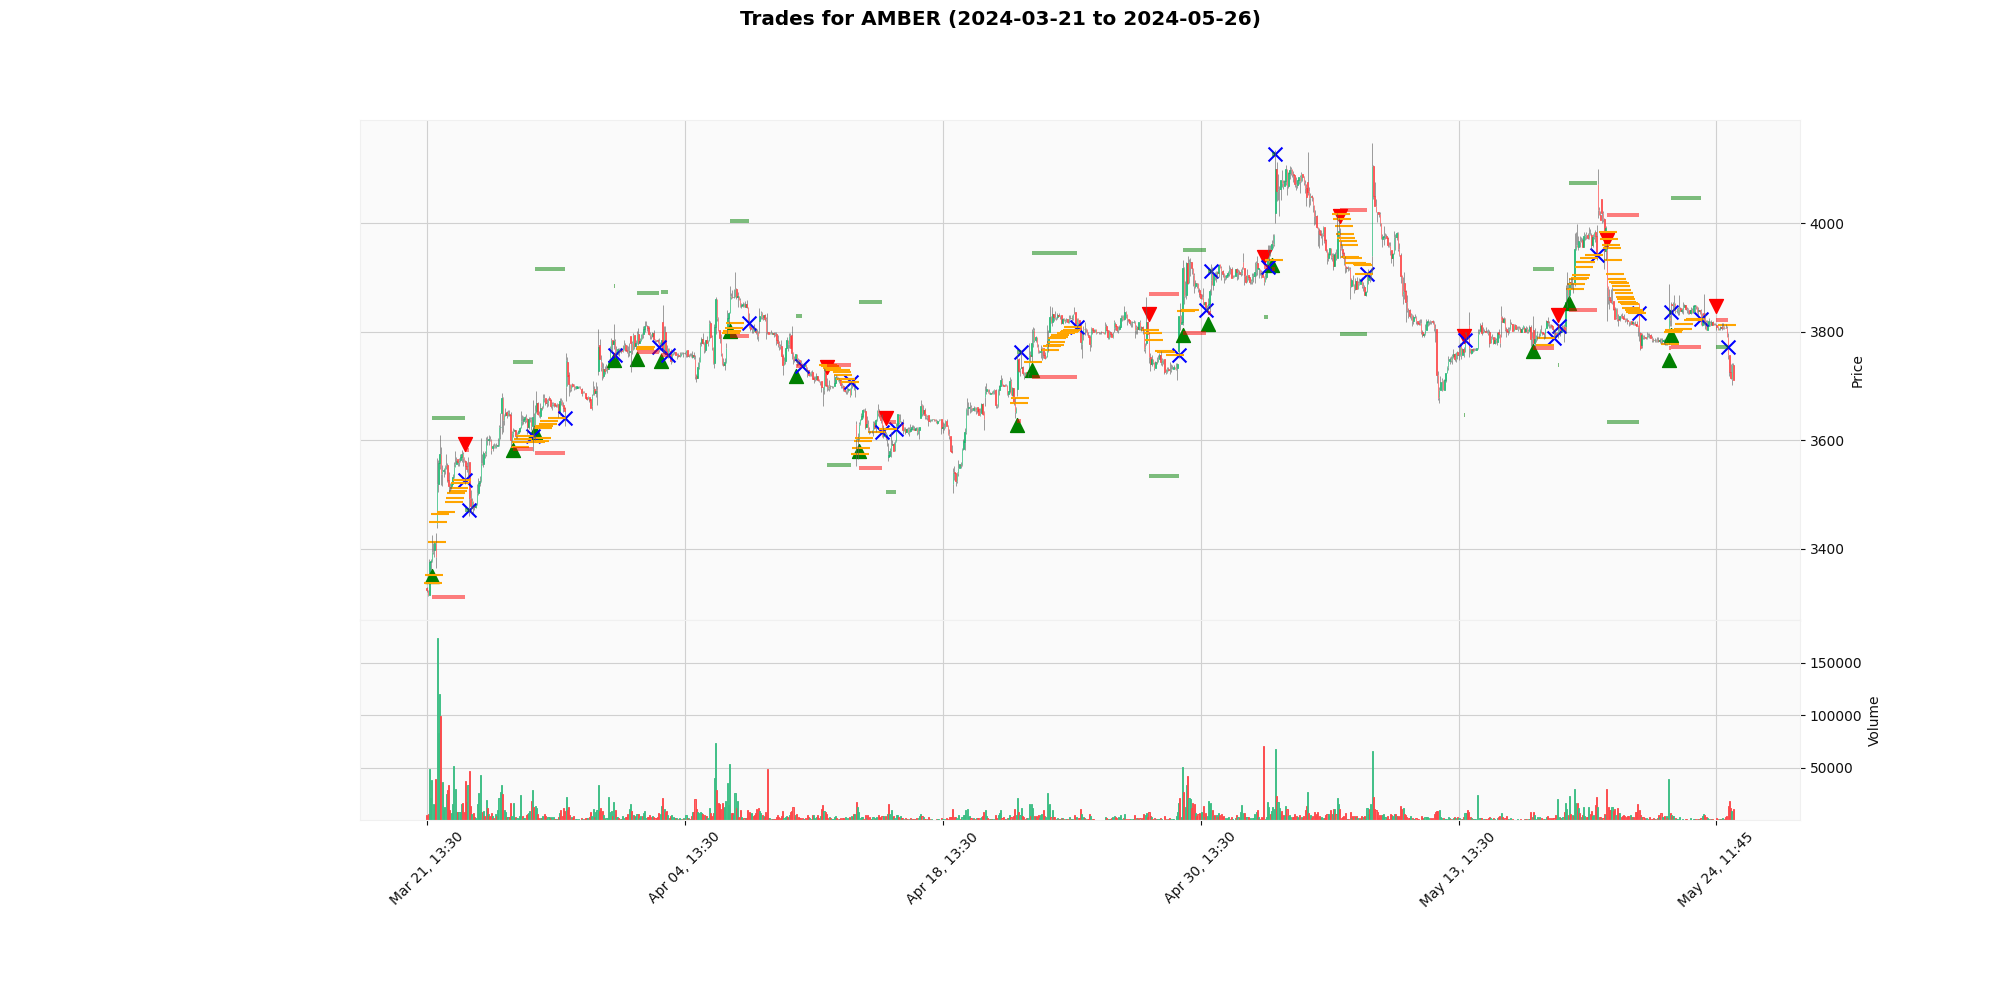 Trades for AMBER (2024-03-21 to 2024-05-26)
4000
3800
3600
3400
Price
150000
100000
50000
Volume
Mar 21, 13:30
Apr 04, 13:30
Apr 18, 13:30
Apr 30, 13:30
May 13, 13:30
May 24, 11:45